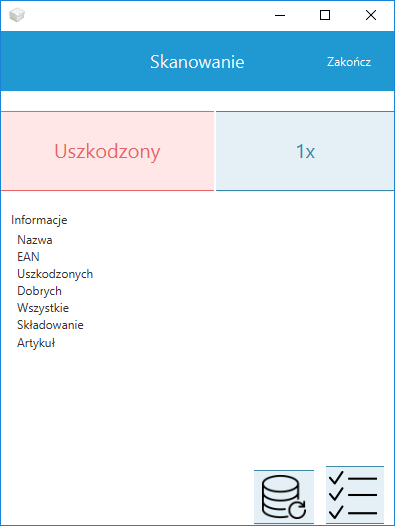 Skanowanie
Zakończ
Uszkodzony
1x
Informacje
Nazwa
EAN
Uszkodzonych
Dobrych
Wszystkie
Składowanie
Artykuł